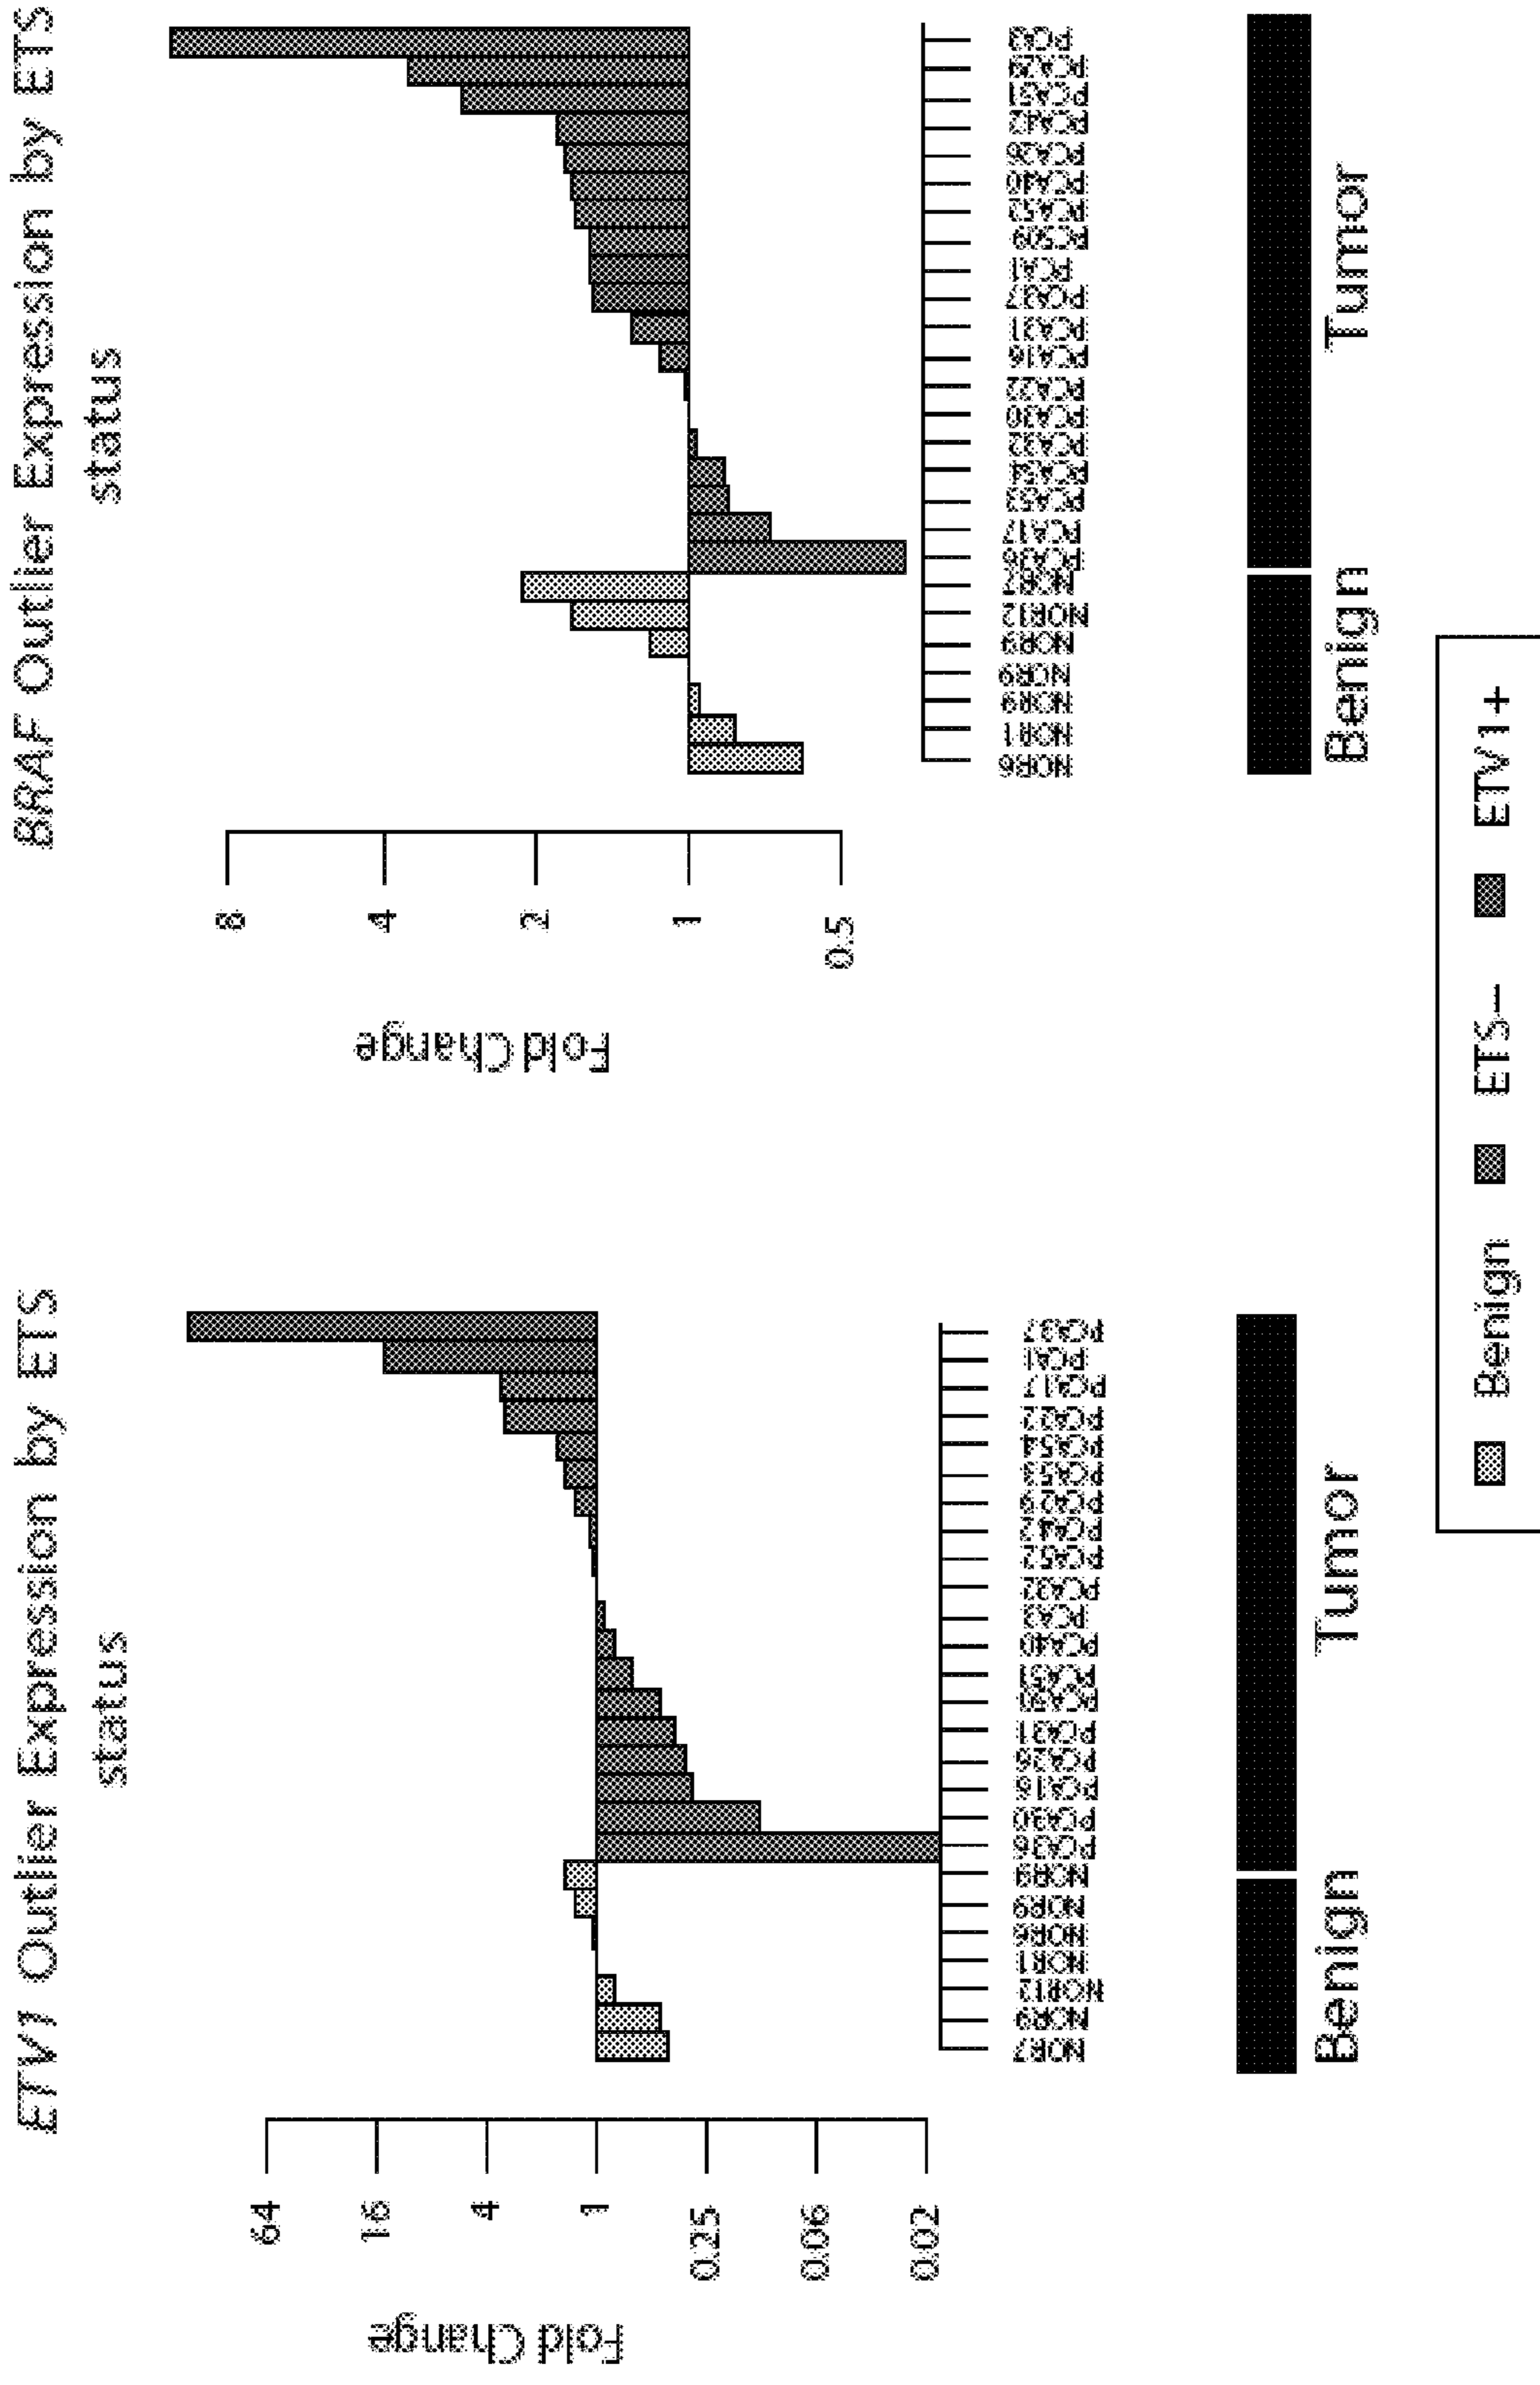 ETV1 Outlier Expression by ETS
status
Fold Change
64
16
4
1
0.25
0.06
0.02
NOR7
NOR9
NOR12
NOR1
NOR6
NOR9
NOR9
PCA36
PCA30
PCA16
PCA26
PCA31
PCA51
PCA40
PCA3
PCA32
PCA52
PCA42
PCA29
PCA53
PCA54
PCA22
PCA17
PCA1
PCA37
Benign
Tumor
BRAF Outlier Expression by ETS
status
Fold Change
8
4
2
1
0.5
NOR6
NOR1
NOR9
NOR9
NOR9
NOR12
NOR7
PCA36
PCA17
PCA53
PCA54
PCA32
PCA30
PCA22
PCA16
PCA21
PCA37
PCA1
PCA52
PCA40
PCA26
PCA42
PCA31
PCA29
PCA3
Benign
Tumor
Benign ETS— ETV1+